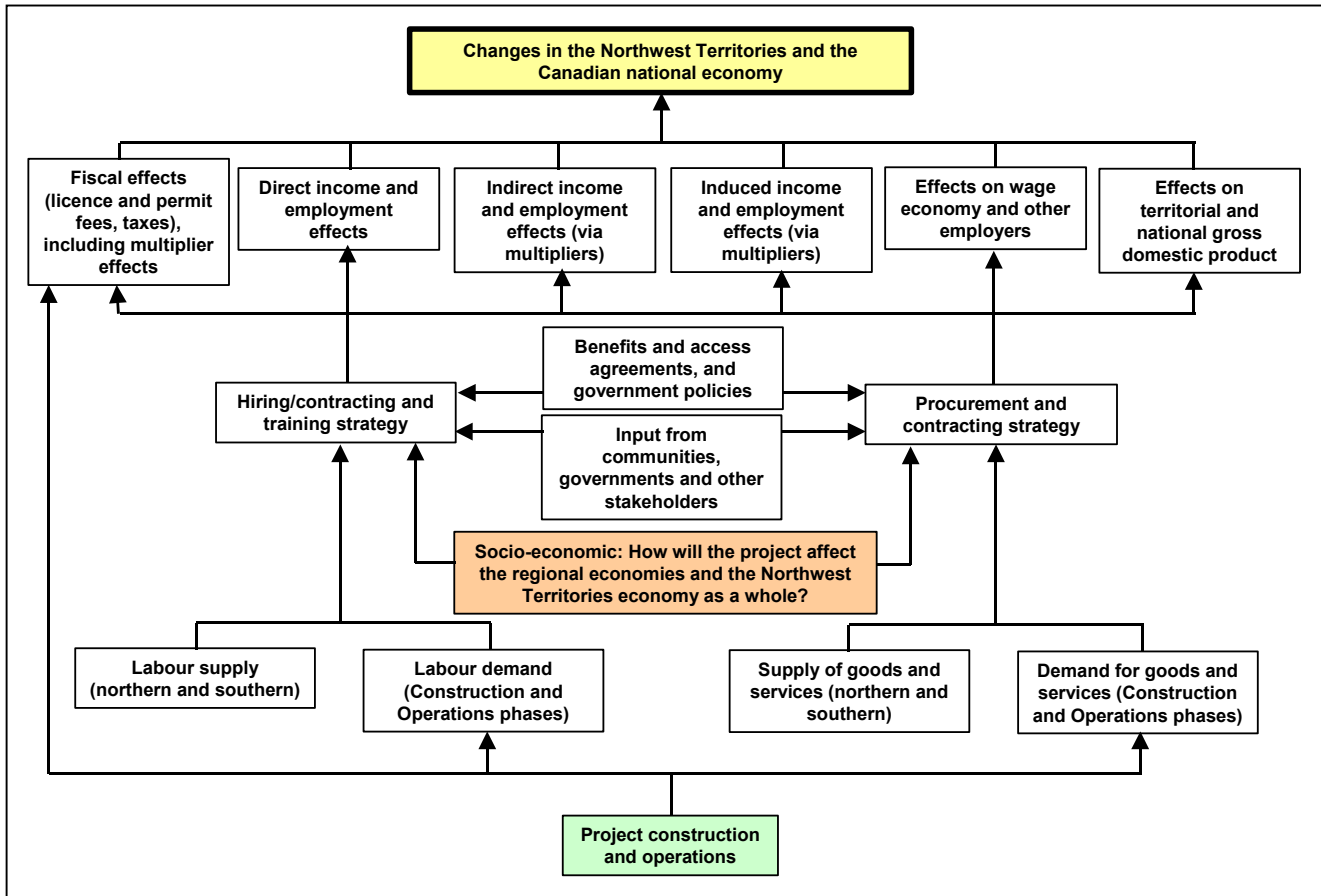 Changes in the Northwest Territories and the
Canadian national economy
Fiscal effects
(licence and permit
fees, taxes),
including multiplier
effects
Direct income and
employment
effects
Indirect income
and employment
effects (via
multipliers)
Induced income
and employment
effects (via
multipliers)
Effects on wage
economy and other
employers
Effects on
territorial and
national gross
domestic product
Benefits and access
agreements, and
government policies
Hiring/contracting and
training strategy
Procurement and
contracting strategy
Input from
communities,
governments and other
stakeholders
Socio-economic: How will the project affect
the regional economies and the Northwest
Territories economy as a whole?
Labour supply
(northern and southern)
Labour demand
(Construction and
Operations phases)
Supply of goods and
services (northern and
southern)
Demand for goods and
services (Construction
and Operations phases)
Project construction
and operations